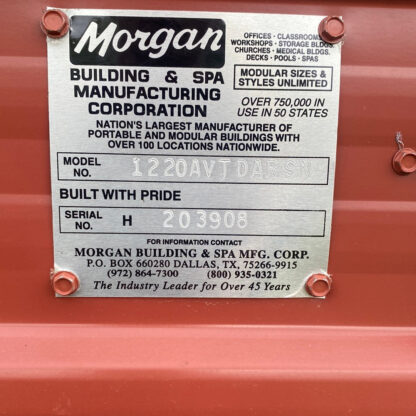 Morgan
OFFICES - CLASSROOMS
WORKSHOPS - STORAGE BLDGS.
CHURCHES - MEDICAL BLDGS.
DECKS - POOLS - SPAS
BUILDING & SPA
MANUFACTURING
CORPORATION
MODULAR SIZES &
STYLES UNLIMITED
OVER 750,000 IN
USE IN 50 STATES
NATION'S LARGEST MANUFACTURER OF
PORTABLE AND MODULAR BUILDINGS WITH
OVER 100 LOCATIONS NATIONWIDE.
MODEL
NO.
BUILT WITH PRIDE
SERIAL
NO.
H 203908
FOR INFORMATION CONTACT
MORGAN BUILDING & SPA MFG. CORP.
P.O. BOX 660280 DALLAS, TX, 75266-9915
(972) 864-7300 (800) 935-0321
The Industry Leader for Over 45 Years